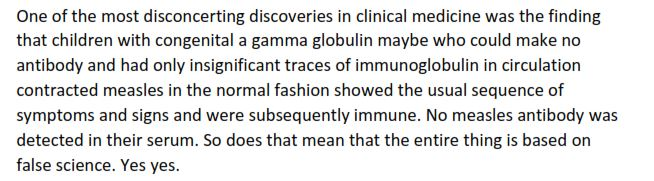 One of the most disconcerting discoveries in clinical medicine was the finding
that children with congenital a gamma globulin maybe who could make no
antibody and had only insignificant traces of immunoglobulin in circulation
contracted measles in the normal fashion showed the usual sequence of
symptoms and signs and were subsequently immune. No measles antibody was
detected in their serum. So does that mean that the entire thing is based on
false science. Yes yes.